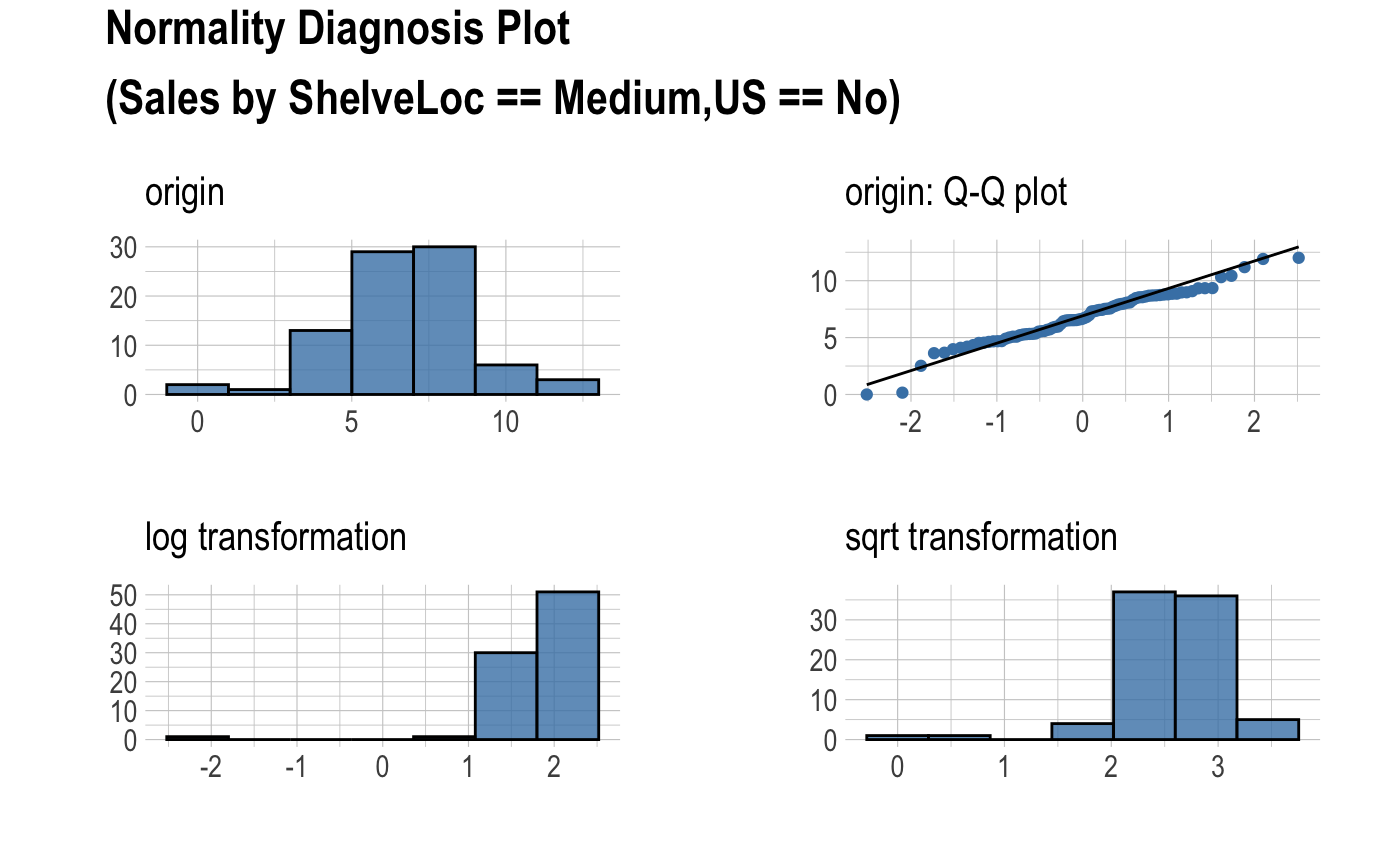 Normality Diagnosis Plot
(Sales by ShelveLoc == Medium,US == No)
origin
30
20
10
0
0 5 10
origin: Q-Q plot
10
5
0
-2 -1 0 1 2
log transformation
50
40
30
20
10
0
-2 -1 0 1 2
sqrt transformation
30
20
10
0
0 1 2 3